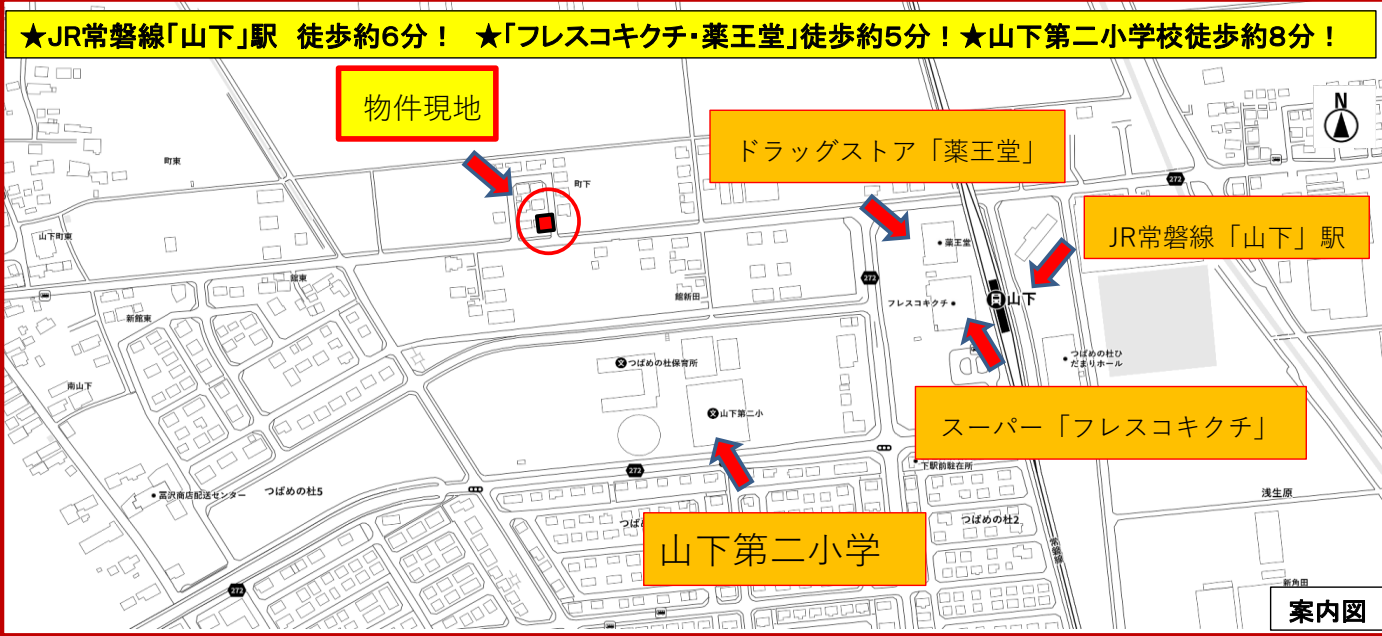 ★JR常磐線「山下」駅 徒歩約6分！ ★「フレスコキクチ・薬王堂」徒歩約5分！★山下第二小学校徒歩約8分！
物件現地
N
ドラッグストア「薬王堂」
町東
町下
272
山下町東
薬王堂
JR常磐線「山下」駅
館東
272
館新田
フレスコキクチ
山下
新館東
つばめの杜保育所
つばめの杜ひ
だまりホール
南山下
山下第二小
スーパー「フレスコキクチ」
272
下駅前駐在所
冨沢商店配送センター
つばめの杜5
浅生原
つば
つばめの杜2
山下第二小学
常磐線
272
新角田
案内図